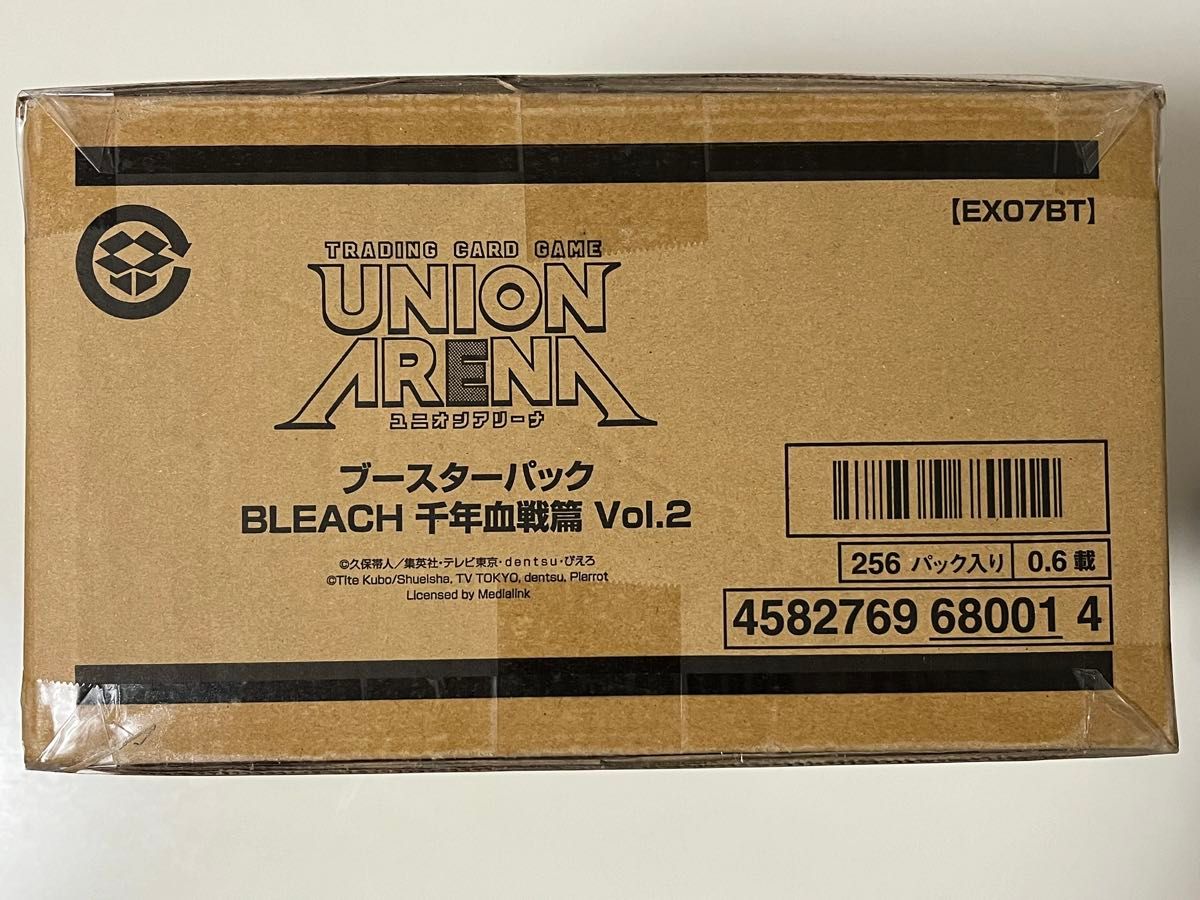 【EX07BT】
TRADING CARD GAME
UNION
ARENA
ユニオンアリーナ
ブースターパック
BLEACH 千年血戦篇 Vol.2
©久保帯人／集英社・テレビ東京・dentsu・ぴえろ
©Tite Kubo/Shueisha, TV TOKYO, dentsu, Pierrot
Licensed by Medialink
256 パック入り 0.6 載
4582769 68001 4